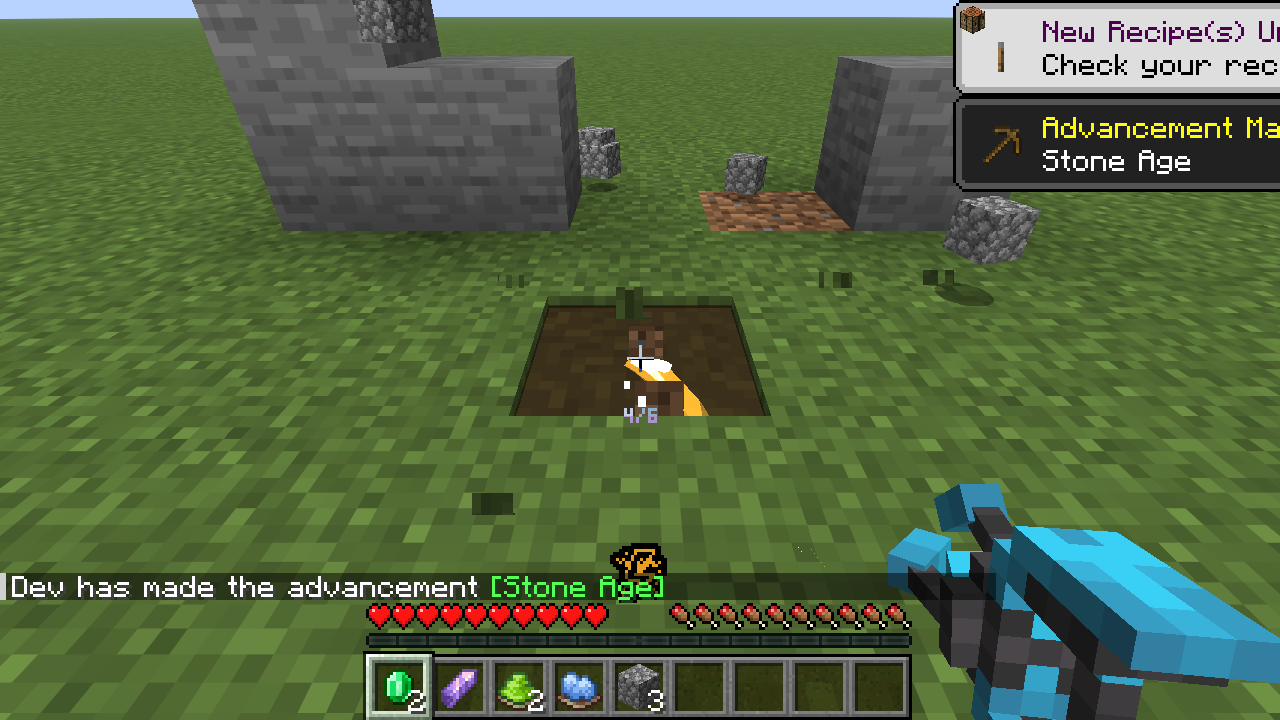 New Recipe(s) Un
Check your rec
Advancement Ma
Stone Age
4/6
Dev has made the advancement [Stone Age]
2
2
3